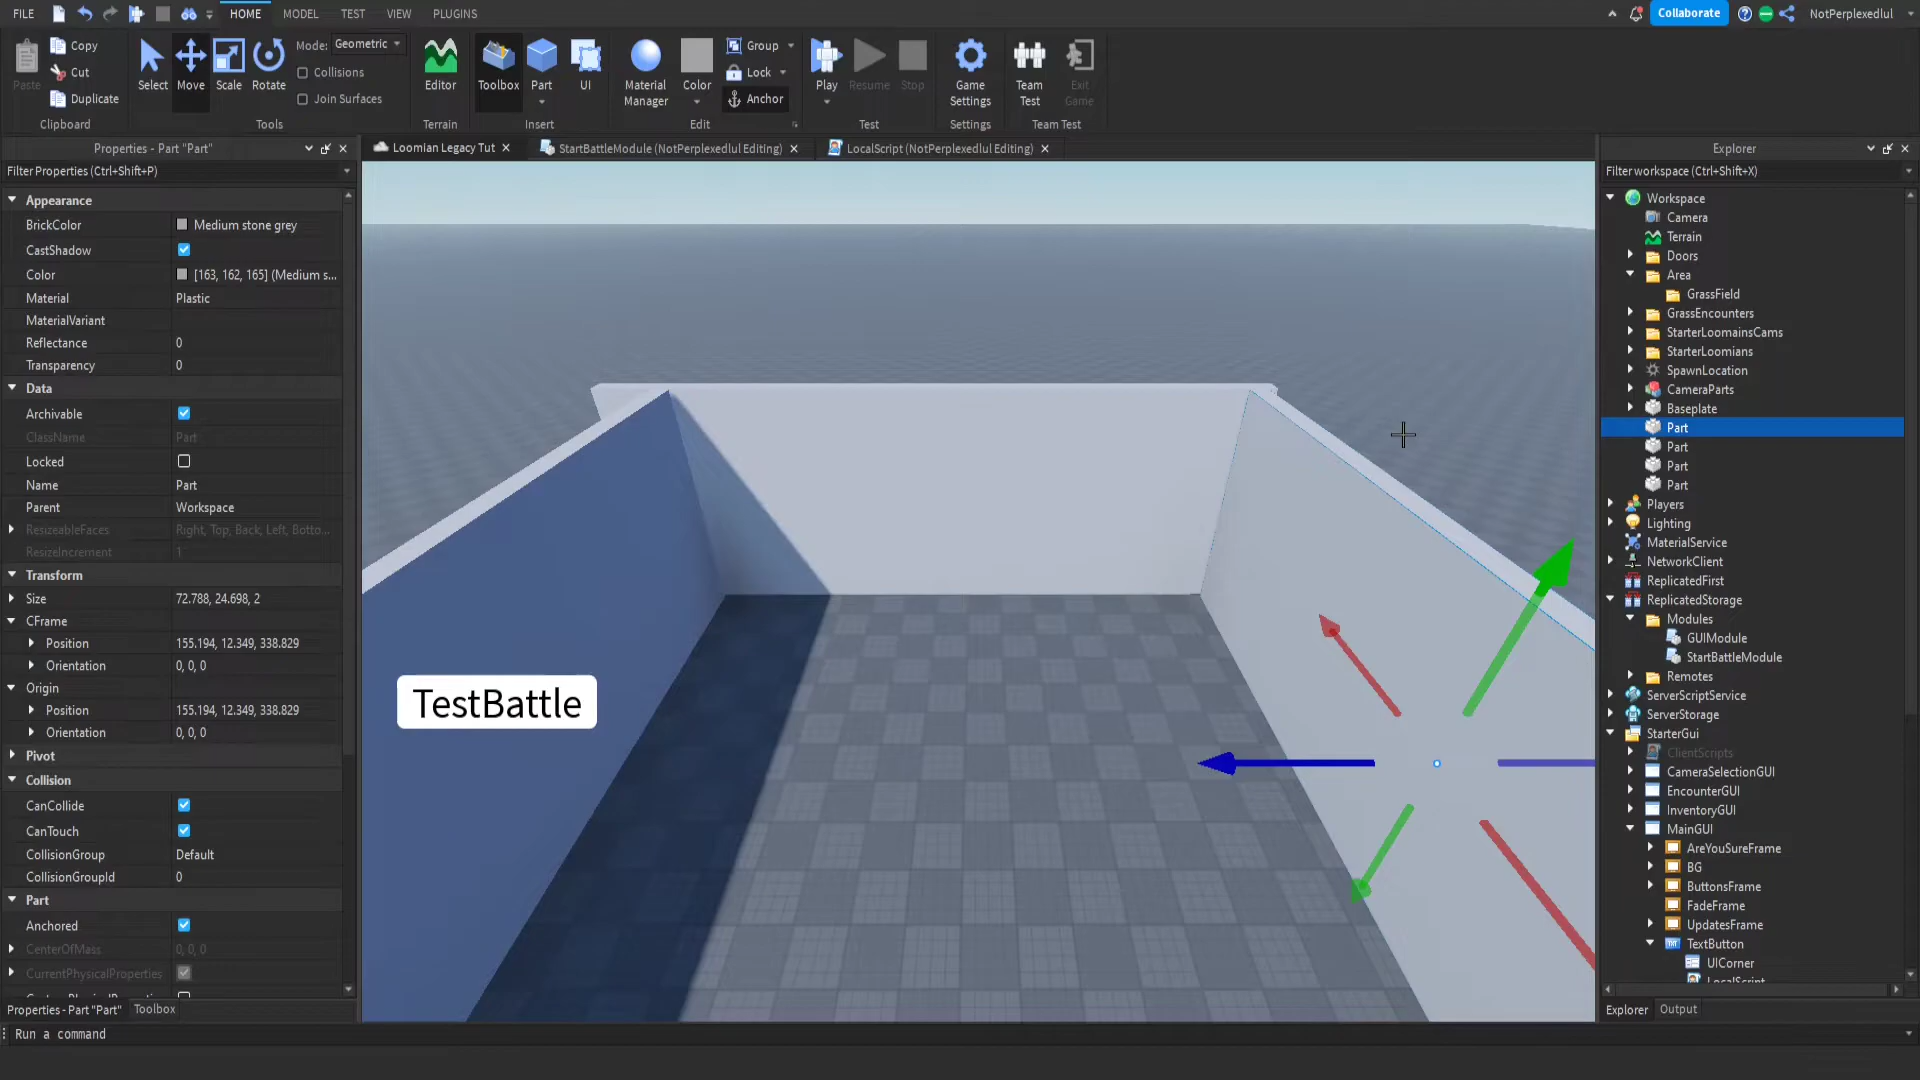 FILE
HOME
MODEL
TEST
VIEW
PLUGINS
Collaborate
NotPerplexedlul
Paste
Copy
Cut
Duplicate
Clipboard
Select
Move
Scale
Rotate
Mode: Geometric
Collisions
Join Surfaces
Tools
Editor
Terrain
Toolbox
Part
UI
Insert
Material Manager
Color
Group
Lock
Anchor
Edit
Play
Resume
Stop
Test
Game Settings
Settings
Team Test
Exit Game
Team Test
Properties - Part "Part"
Filter Properties (Ctrl+Shift+P)
Appearance
BrickColor Medium stone grey
CastShadow
Color [163, 162, 165] (Medium s...
Material Plastic
MaterialVariant
Reflectance 0
Transparency 0
Data
Archivable
ClassName Part
Locked
Name Part
Parent Workspace
ResizeableFaces Right, Top, Back, Left, Botto...
ResizeIncrement 1
Transform
Size 72.788, 24.698, 2
CFrame
Position 155.194, 12.349, 338.829
Orientation 0, 0, 0
Origin
Position 155.194, 12.349, 338.829
Orientation 0, 0, 0
Pivot
Collision
CanCollide
CanTouch
CollisionGroup Default
CollisionGroupId 0
Part
Anchored
CenterOfMass 0, 0, 0
CurrentPhysicalProperties
Properties - Part "Part"
Toolbox
Run a command
Loomian Legacy Tut
StartBattleModule (NotPerplexedlul Editing)
LocalScript (NotPerplexedlul Editing)
TestBattle
Explorer
Filter workspace (Ctrl+Shift+X)
Workspace
Camera
Terrain
Doors
Area
GrassField
GrassEncounters
StarterLoomainsCams
StarterLoomians
SpawnLocation
CameraParts
Baseplate
Part
Part
Part
Part
Players
Lighting
MaterialService
NetworkClient
ReplicatedFirst
ReplicatedStorage
Modules
GUIModule
StartBattleModule
Remotes
ServerScriptService
ServerStorage
StarterGui
ClientScripts
CameraSelectionGUI
EncounterGUI
InventoryGUI
MainGUI
AreYouSureFrame
BG
ButtonsFrame
FadeFrame
UpdatesFrame
TextButton
UICorner
LocalScript
Explorer
Output